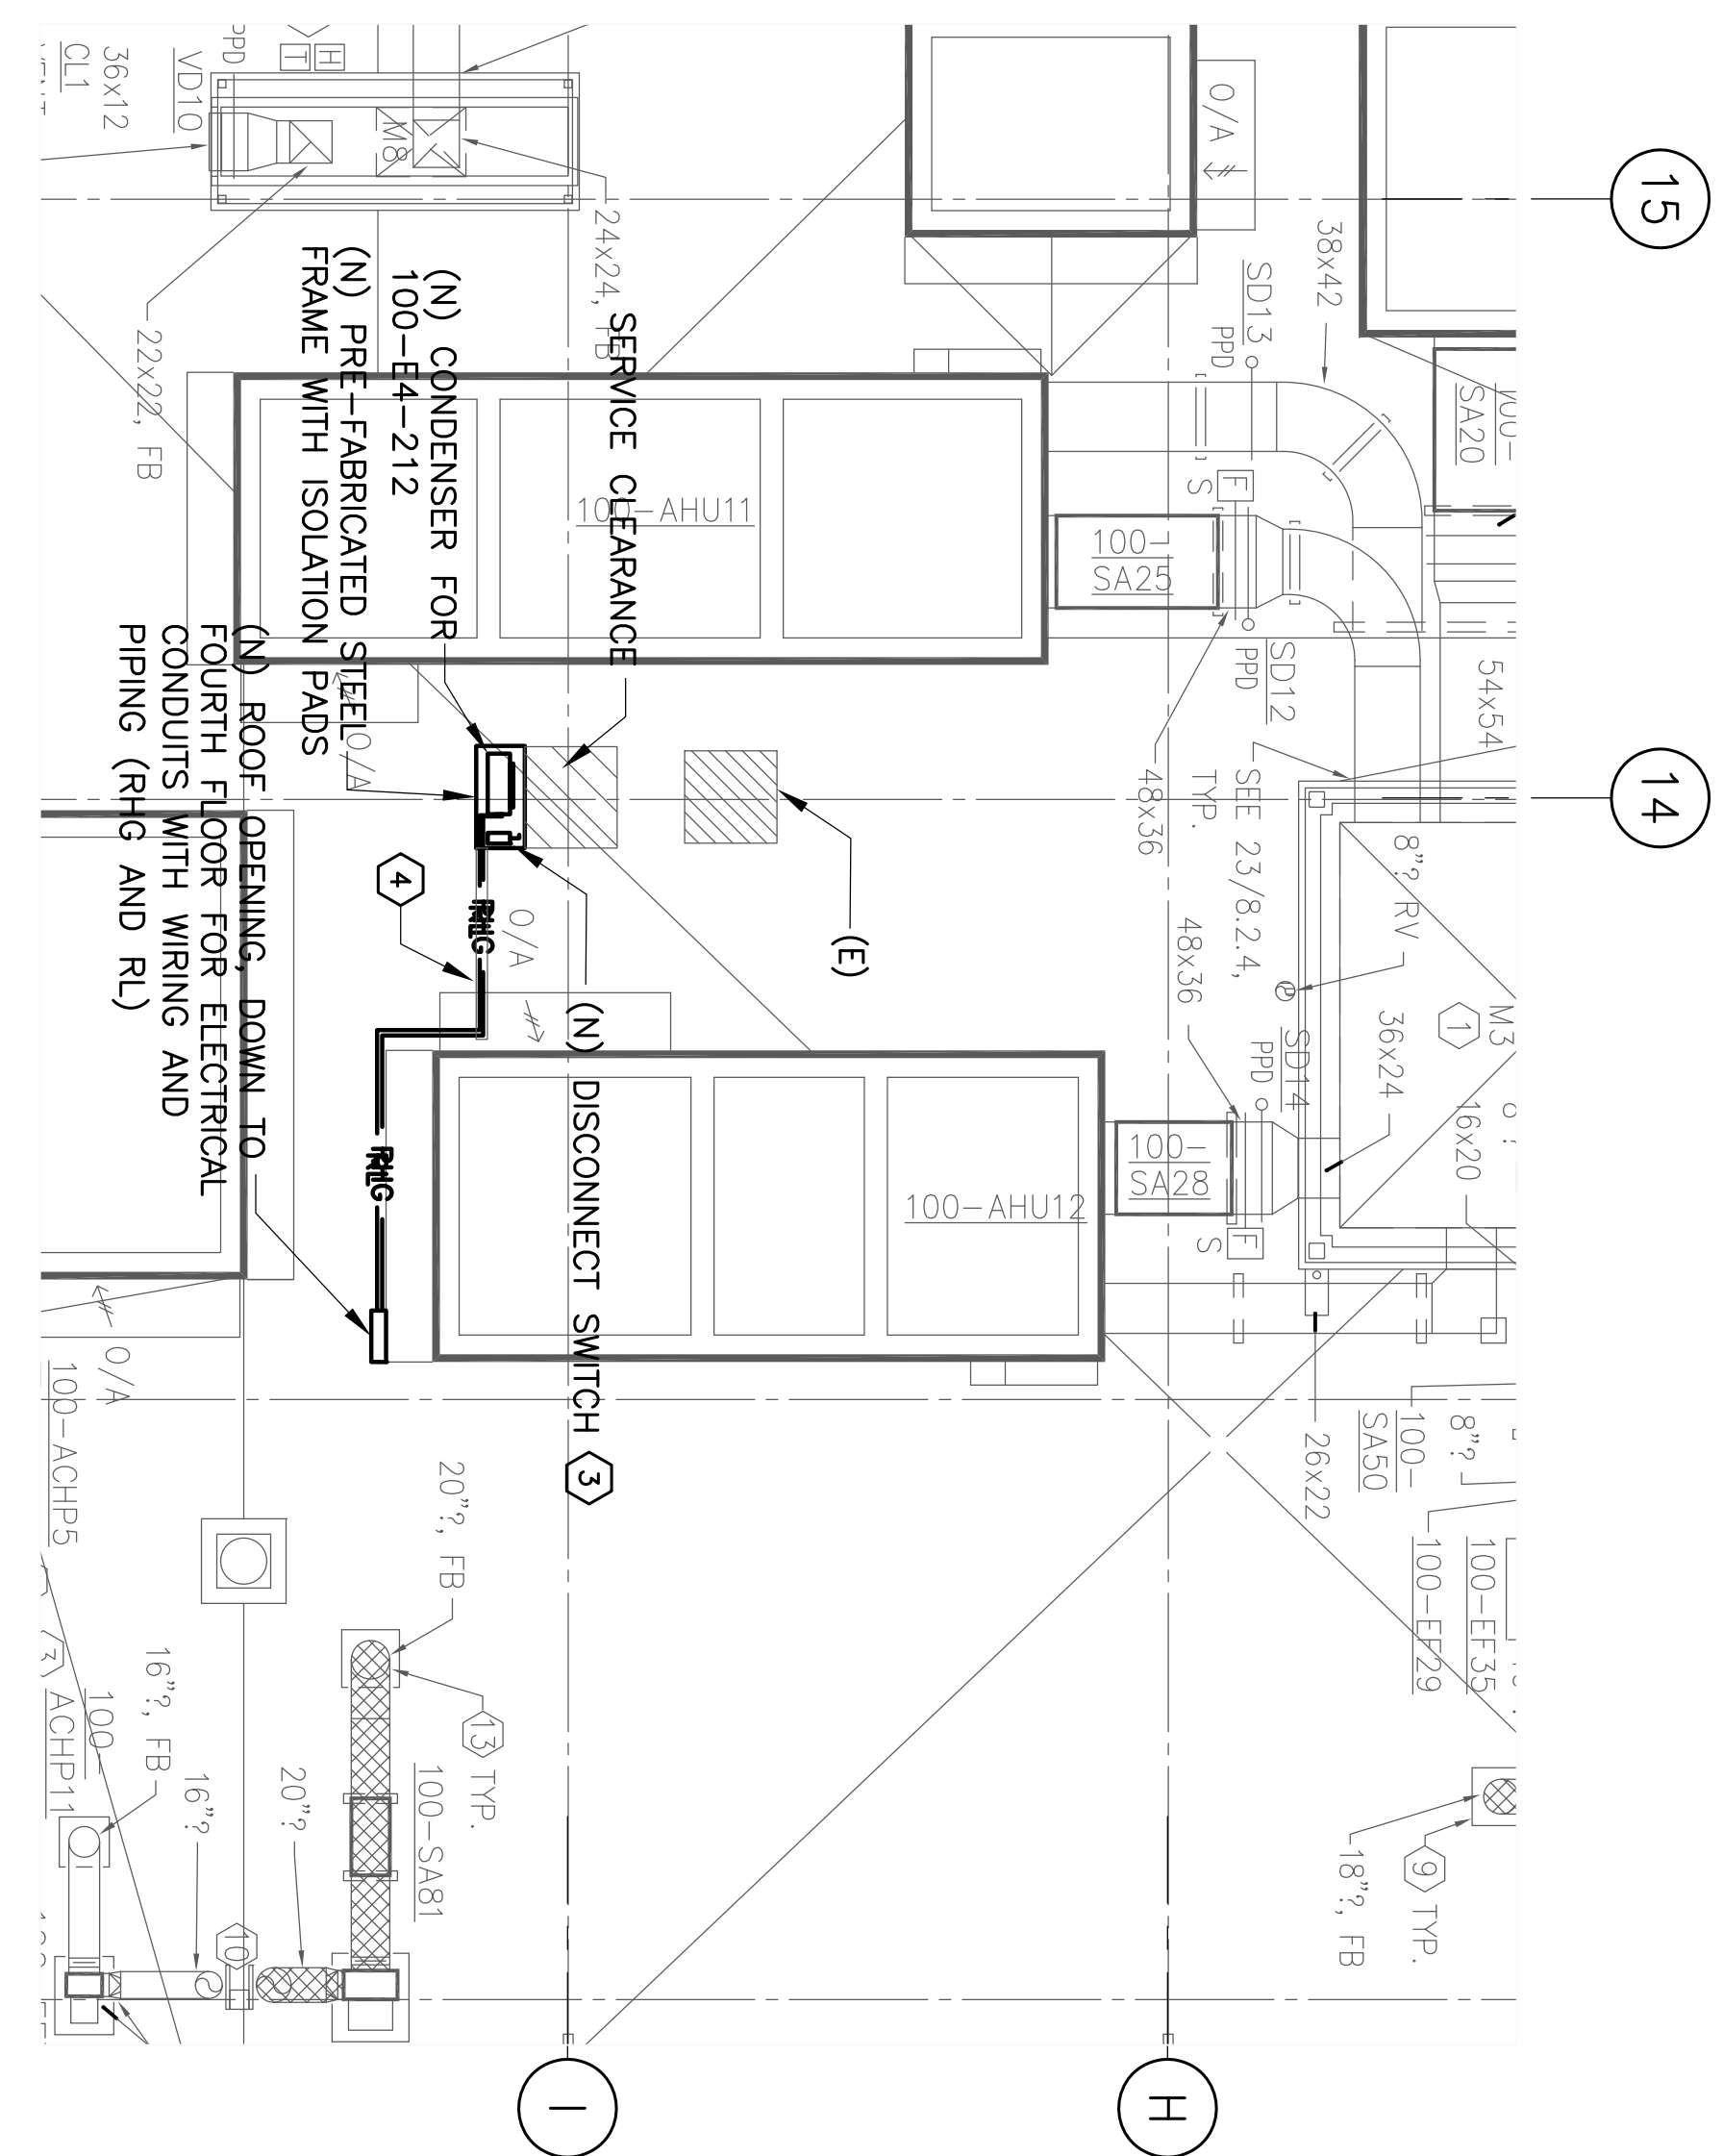 15
14
H
I
O/A
38x42
SD13
PPD
SA20
54x54
24x24, FB
M8
VD10
PPD
H
T
36x12
CL1
22x22, FB
SERVICE CLEARANCE
(N) CONDENSER FOR
100-E4-212
(N) PRE-FABRICATED STEEL
FRAME WITH ISOLATION PADS
100-AHU11
100-
SA25
F
S
SD12
PPD
48x36
SEE 23/8.2.4,
TYP.
8"? RV
M3
1
36x24
16x20
SD14
PPD
48x36
(E)
O/A
O/A
4
RHG
(N) DISCONNECT SWITCH 3
(N) ROOF OPENING, DOWN TO
FOURTH FLOOR FOR ELECTRICAL
CONDUITS WITH WIRING AND
PIPING (RHG AND RL)
RHG
100-AHU12
100-
SA28
F
S
O/A
100-ACHP5
26x22
100-
SA50
8"?
100-EF35
100-EF29
20"?, FB
13 TYP.
100-SA81
20"?
16"?
16"?, FB
100
ACHP11
3
10
9 TYP.
18"?, FB